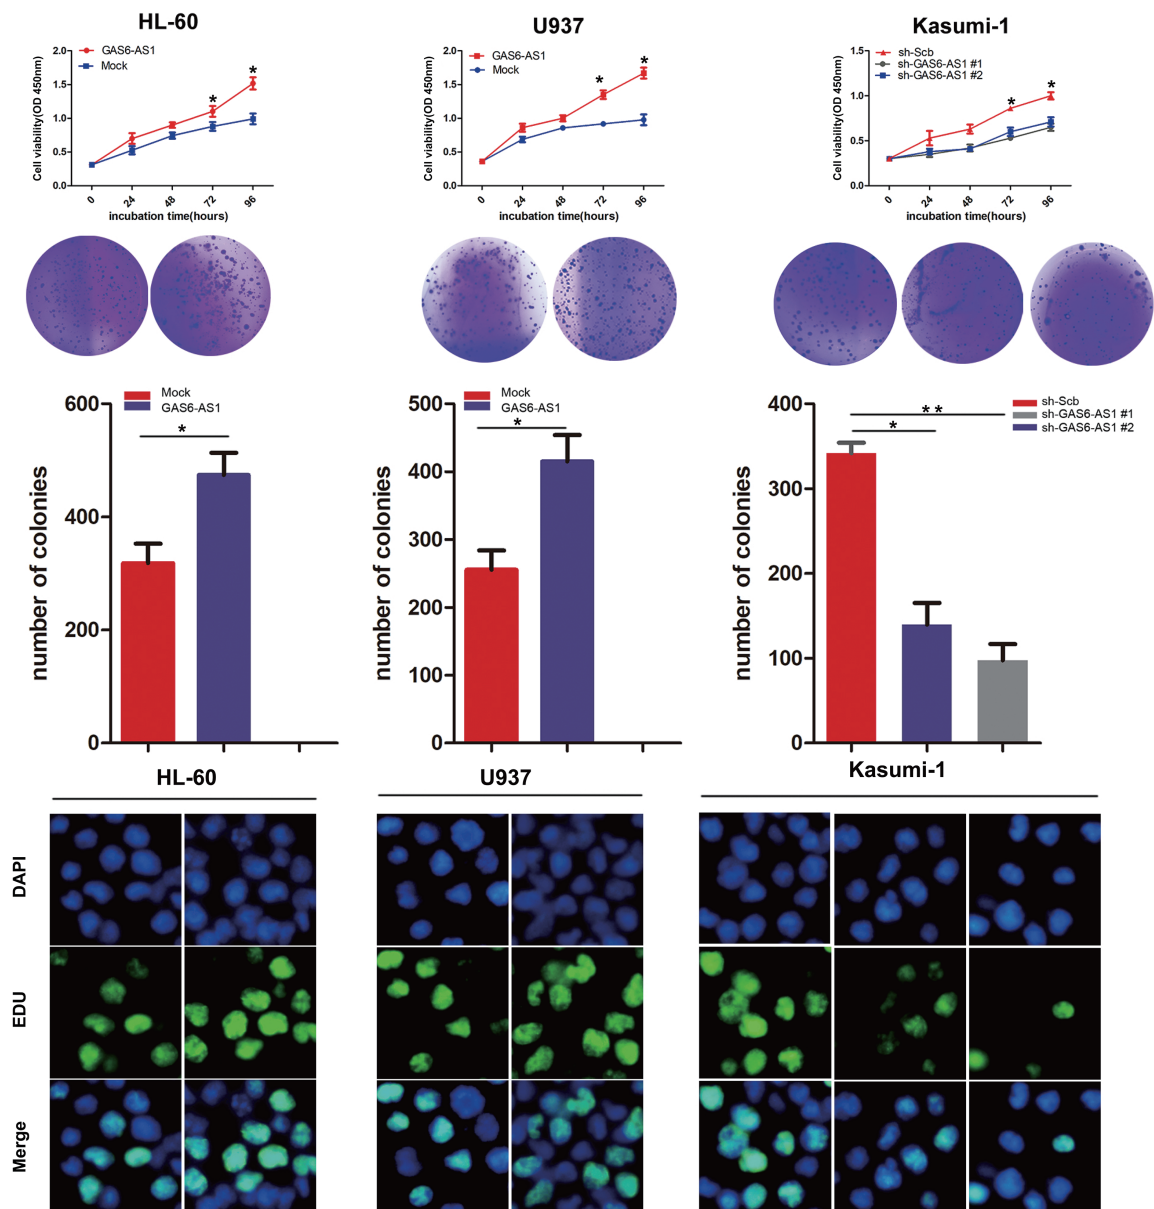 HL-60
GAS6-AS1
Mock
Cell viability(OD 450nm)
2.0
1.5
1.0
0.5
0.0
*
*
0
24
48
72
96
incubation time(hours)
U937
GAS6-AS1
Mock
Cell viability(OD 450nm)
2.0
1.5
1.0
0.5
0.0
*
*
0
24
48
72
96
incubation time(hours)
Kasumi-1
sh-Scb
sh-GAS6-AS1 #1
sh-GAS6-AS1 #2
Cell viability(OD 450nm)
1.5
1.0
0.5
0.0
*
*
0
24
48
72
96
incubation time(hours)
Mock
GAS6-AS1
number of colonies
600
400
200
0
*
Mock
GAS6-AS1
number of colonies
500
400
300
200
100
0
*
sh-Scb
sh-GAS6-AS1 #1
sh-GAS6-AS1 #2
number of colonies
400
300
200
100
0
**
*
HL-60
U937
Kasumi-1
DAPI
EDU
Merge